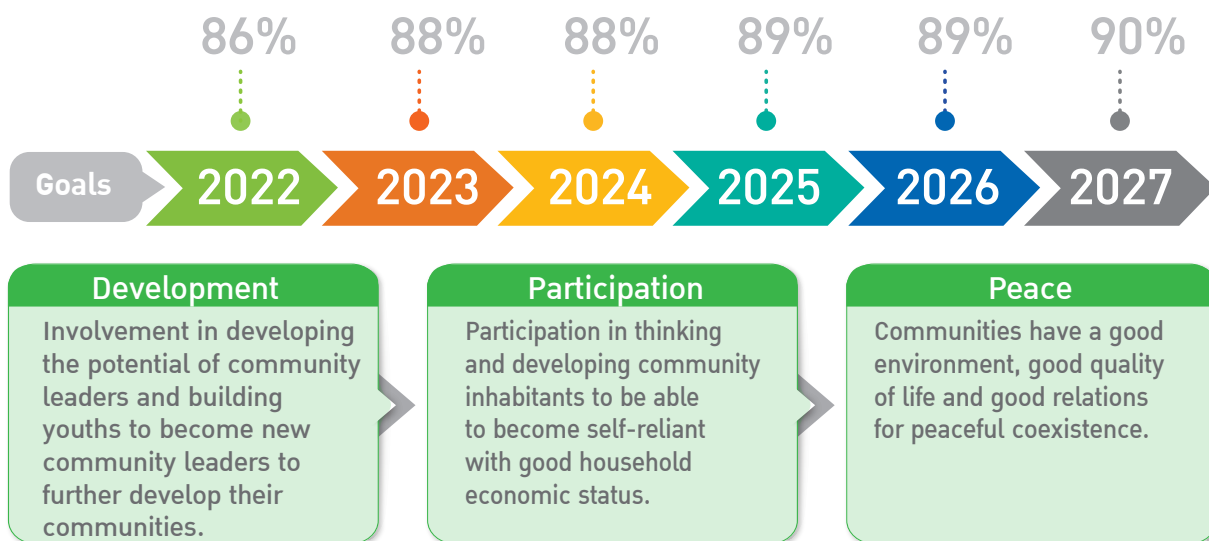 86% 88% 88% 89% 89% 90%
Goals 2022 2023 2024 2025 2026 2027
Development
Involvement in developing
the potential of community
leaders and building
youths to become new
community leaders to
further develop their
communities.
Participation
Participation in thinking
and developing community
inhabitants to be able
to become self-reliant
with good household
economic status.
Peace
Communities have a good
environment, good quality
of life and good relations
for peaceful coexistence.